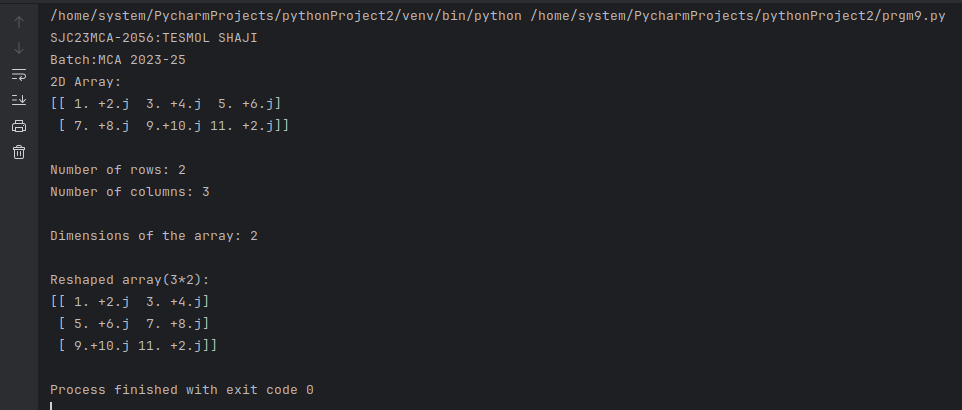 /home/system/PycharmProjects/pythonProject2/venv/bin/python /home/system/PycharmProjects/pythonProject2/prgm9.py
SJC23MCA-2056:TESMOL SHAJI
Batch:MCA 2023-25
2D Array:
[[ 1. +2.j  3. +4.j  5. +6.j]
 [ 7. +8.j  9.+10.j 11. +2.j]]

Number of rows: 2
Number of columns: 3

Dimensions of the array: 2

Reshaped array(3*2):
[[ 1. +2.j  3. +4.j]
 [ 5. +6.j  7. +8.j]
 [ 9.+10.j 11. +2.j]]

Process finished with exit code 0